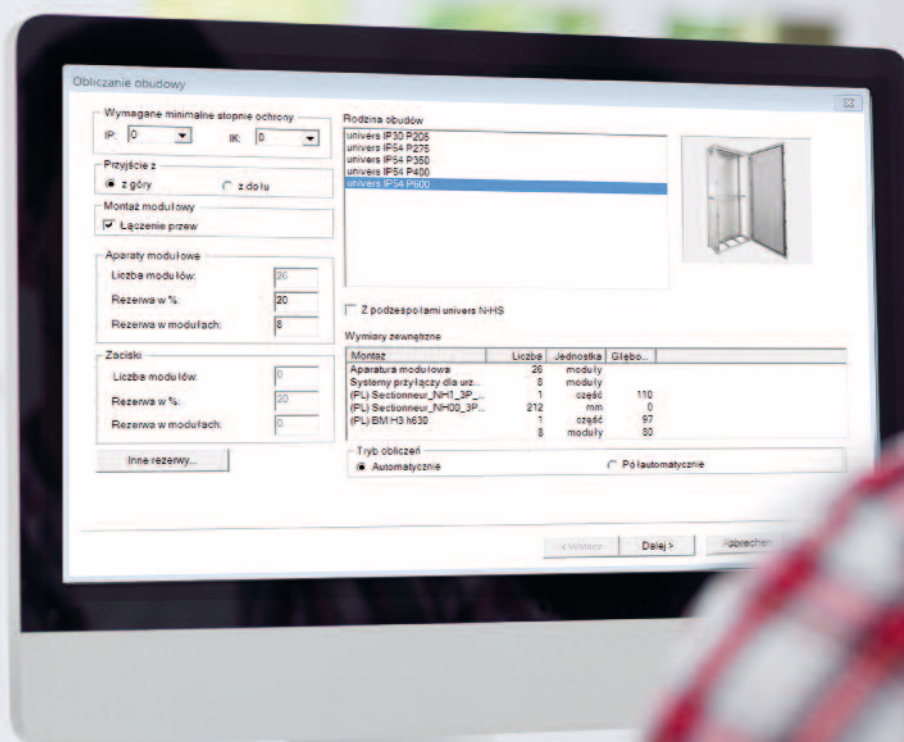 Obliczanie obudowy
Wymagane minimalne stopnie ochrony
IP: 0 IK: 0
Przyjście z
z góry z dołu
Montaż modułowy
Łączenie przew
Aparaty modułowe
Liczba modułów: 26
Rezerwa w %: 20
Rezerwa w modułach: 8
Zaciski
Liczba modułów: 0
Rezerwa w %: 20
Rezerwa w modułach: 0
Inne rezerwy...
Rodzina obudów
univers IP30 P205
univers IP54 P275
univers IP54 P350
univers IP54 P400
univers IP54 P600
Z podzespołami univers N-HS
Wymiary zewnętrzne
Montaż Liczba Jednostka Głębo...
Aparatura modułowa 26 moduły
Systemy przyłączy dla urz... 8 moduły
(PL) Sectionneur_NH1_3P_... 1 część 110
(PL) Sectionneur_NH00_3P... 212 mm 0
(PL) BM H3 h630 1 część 97
8 moduły 80
Tryb obliczeń
Automatycznie Półautomatycznie
< Wstecz Dalej > Abbrechen